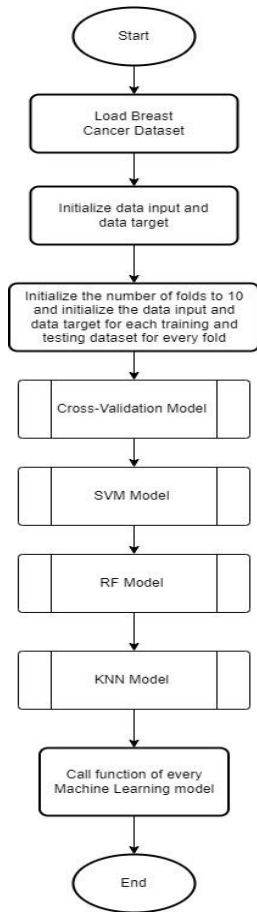 Start
Load Breast
Cancer Dataset
Initialize data input and
data target
Initialize the number of folds to 10
and initialize the data input and
data target for each training and
testing dataset for every fold
Cross-Validation Model
SVM Model
RF Model
KNN Model
Call function of every
Machine Learning model
End